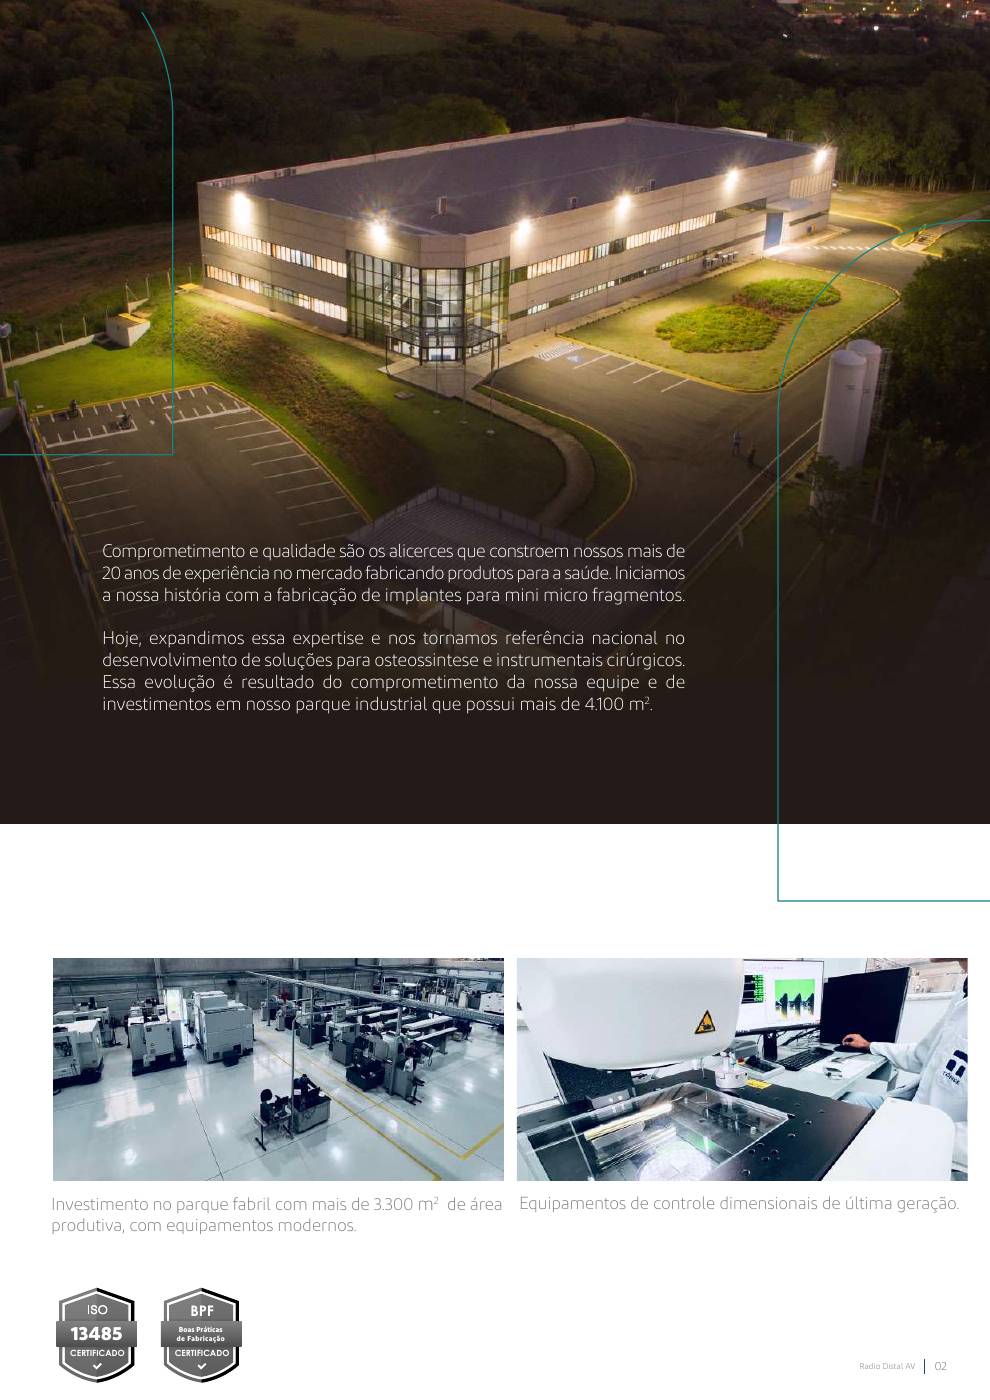 Comprometimento e qualidade são os alicerces que constroem nossos mais de
20 anos de experiência no mercado fabricando produtos para a saúde. Iniciamos
a nossa história com a fabricação de implantes para mini micro fragmentos.
Hoje, expandimos essa expertise e nos tornamos referência nacional no
desenvolvimento de soluções para osteossintese e instrumentais cirúrgicos.
Essa evolução é resultado do comprometimento da nossa equipe e de
investimentos em nosso parque industrial que possui mais de 4.100 m².
Investimento no parque fabril com mais de 3.300 m² de área
produtiva, com equipamentos modernos.
Equipamentos de controle dimensionais de última geração.
ISO
13485
CERTIFICADO
BPF
Boas Práticas
de Fabricação
CERTIFICADO
Radio Distal AV
02